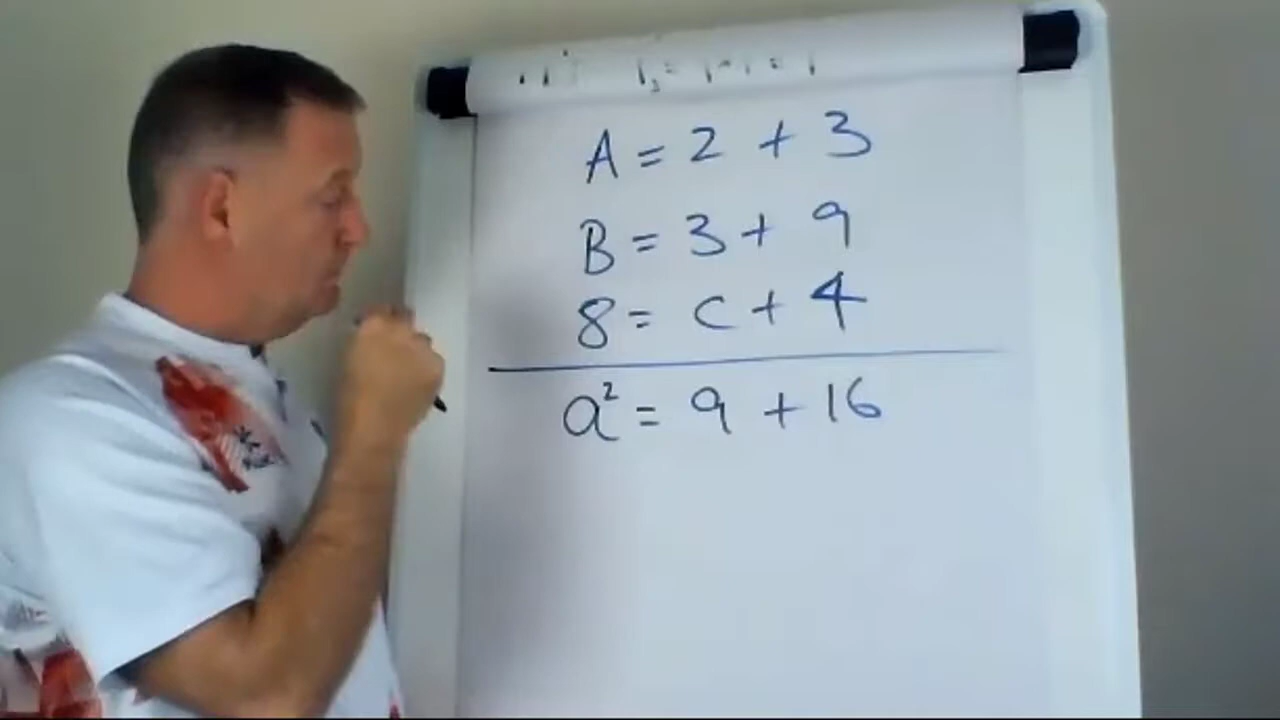 A = 2 + 3
B = 3 + 9
8 = C + 4
a² = 9 + 16